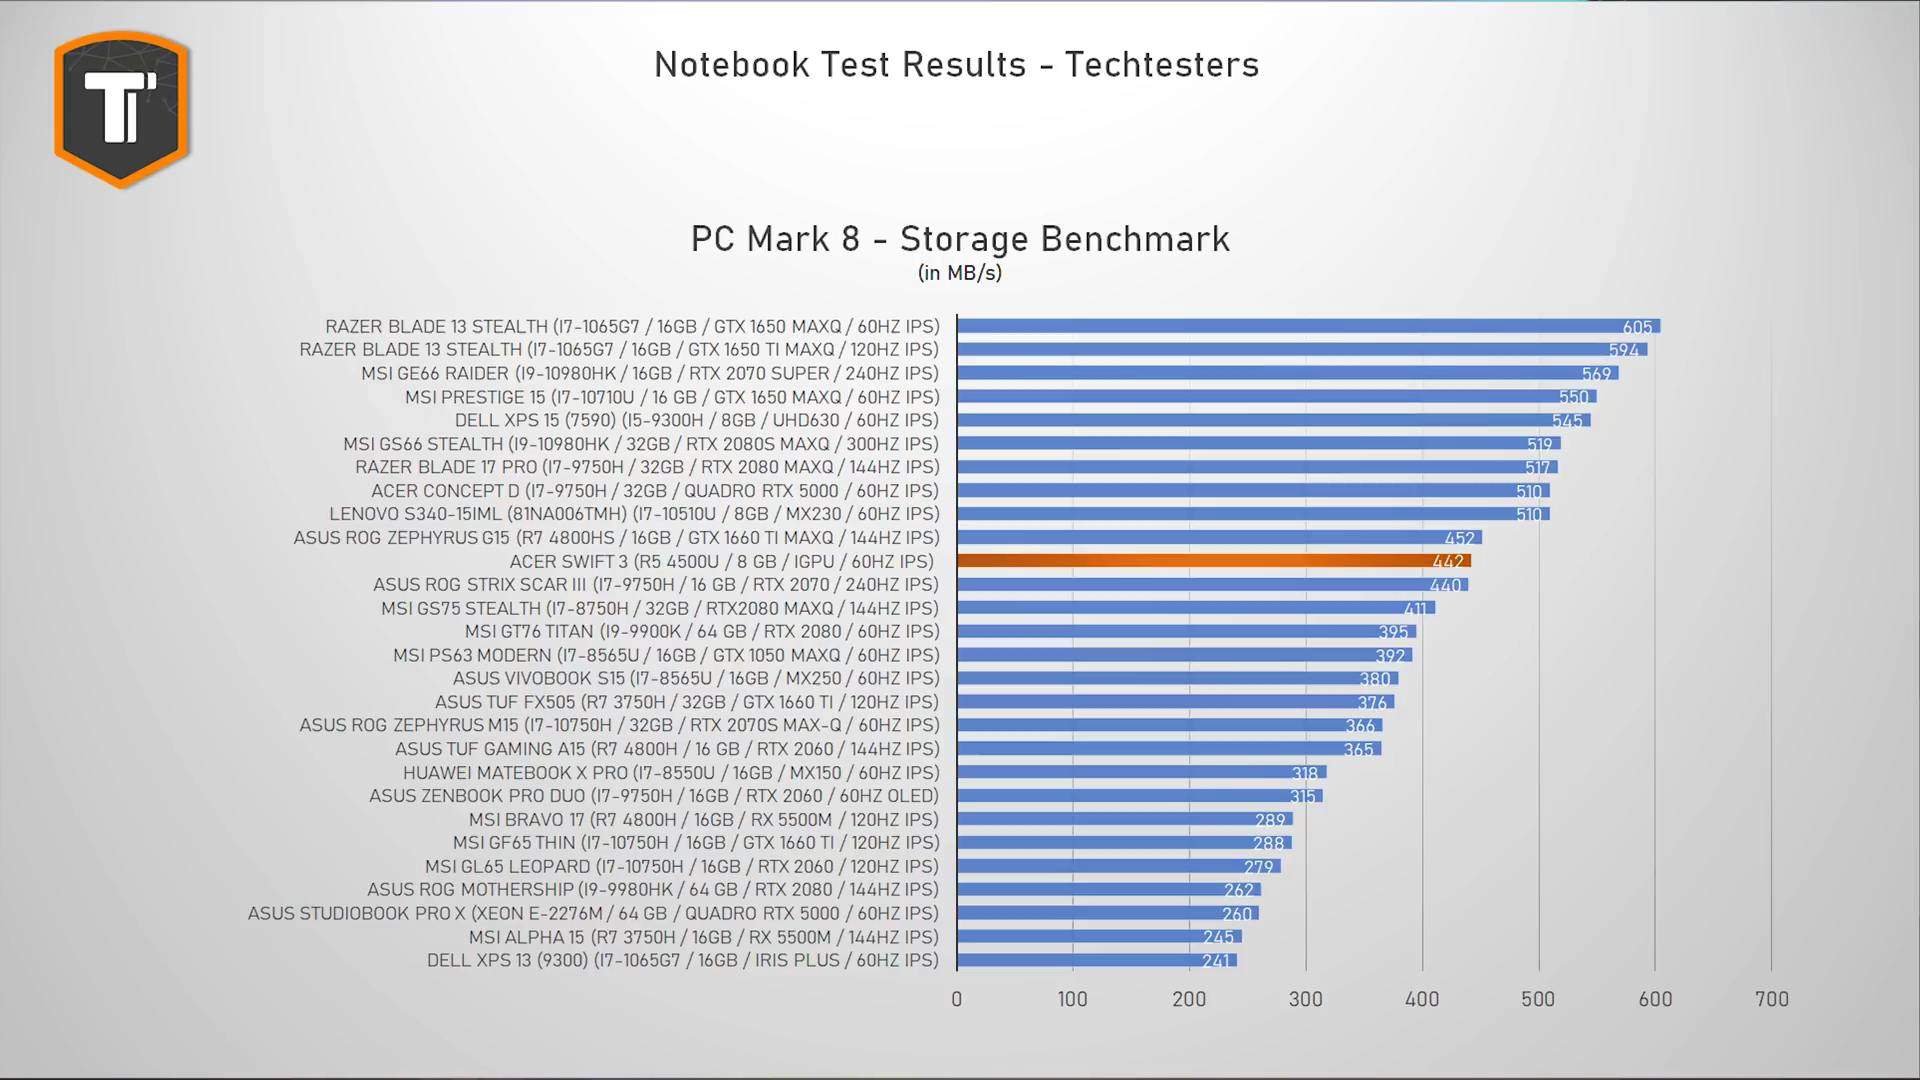 Notebook Test Results - Techtesters
PC Mark 8 - Storage Benchmark
(in MB/s)
RAZER BLADE 13 STEALTH (I7-1065G7 / 16GB / GTX 1650 MAXQ / 60HZ IPS) 605
RAZER BLADE 13 STEALTH (I7-1065G7 / 16GB / GTX 1650 TI MAXQ / 120HZ IPS) 594
MSI GE66 RAIDER (I9-10980HK / 16GB / RTX 2070 SUPER / 240HZ IPS) 569
MSI PRESTIGE 15 (I7-10710U / 16 GB / GTX 1650 MAXQ / 60HZ IPS) 550
DELL XPS 15 (7590) (I5-9300H / 8GB / UHD630 / 60HZ IPS) 545
MSI GS66 STEALTH (I9-10980HK / 32GB / RTX 2080S MAXQ / 300HZ IPS) 519
RAZER BLADE 17 PRO (I7-9750H / 32GB / RTX 2080 MAXQ / 144HZ IPS) 517
ACER CONCEPT D (I7-9750H / 32GB / QUADRO RTX 5000 / 60HZ IPS) 510
LENOVO S340-15IML (81NA006TMH) (I7-10510U / 8GB / MX230 / 60HZ IPS) 510
ASUS ROG ZEPHYRUS G15 (R7 4800HS / 16GB / GTX 1660 TI MAXQ / 144HZ IPS) 452
ACER SWIFT 3 (R5 4500U / 8 GB / IGPU / 60HZ IPS) 442
ASUS ROG STRIX SCAR III (I7-9750H / 16 GB / RTX 2070 / 240HZ IPS) 440
MSI GS75 STEALTH (I7-8750H / 32GB / RTX2080 MAXQ / 144HZ IPS) 411
MSI GT76 TITAN (I9-9900K / 64 GB / RTX 2080 / 60HZ IPS) 395
MSI PS63 MODERN (I7-8565U / 16GB / GTX 1050 MAXQ / 60HZ IPS) 392
ASUS VIVOBOOK S15 (I7-8565U / 16GB / MX250 / 60HZ IPS) 380
ASUS TUF FX505 (R7 3750H / 32GB / GTX 1660 TI / 120HZ IPS) 376
ASUS ROG ZEPHYRUS M15 (I7-10750H / 32GB / RTX 2070S MAX-Q / 60HZ IPS) 366
ASUS TUF GAMING A15 (R7 4800H / 16 GB / RTX 2060 / 144HZ IPS) 365
HUAWEI MATEBOOK X PRO (I7-8550U / 16GB / MX150 / 60HZ IPS) 318
ASUS ZENBOOK PRO DUO (I7-9750H / 16GB / RTX 2060 / 60HZ OLED) 315
MSI BRAVO 17 (R7 4800H / 16GB / RX 5500M / 120HZ IPS) 289
MSI GF65 THIN (I7-10750H / 16GB / GTX 1660 TI / 120HZ IPS) 288
MSI GL65 LEOPARD (I7-10750H / 16GB / RTX 2060 / 120HZ IPS) 279
ASUS ROG MOTHERSHIP (I9-9980HK / 64 GB / RTX 2080 / 144HZ IPS) 262
ASUS STUDIOBOOK PRO X (XEON E-2276M / 64 GB / QUADRO RTX 5000 / 60HZ IPS) 260
MSI ALPHA 15 (R7 3750H / 16GB / RX 5500M / 144HZ IPS) 245
DELL XPS 13 (9300) (I7-1065G7 / 16GB / IRIS PLUS / 60HZ IPS) 241
0 100 200 300 400 500 600 700